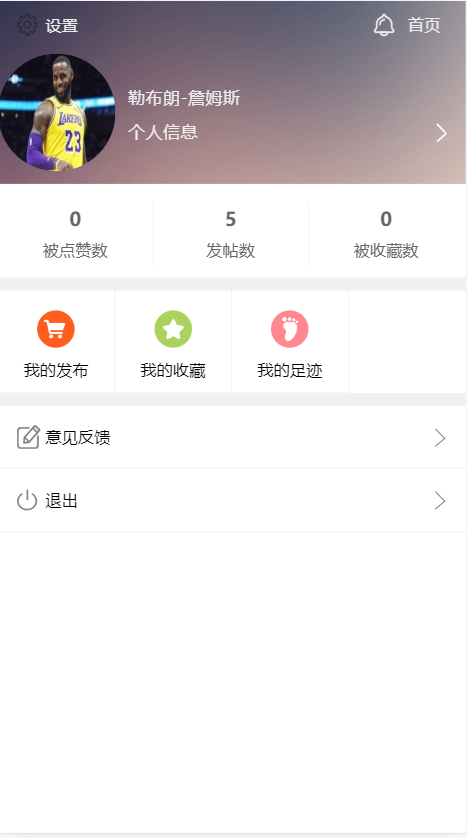 设置 首页
勒布朗-詹姆斯
个人信息
LAKERS
23
0 5 0
被点赞数 发帖数 被收藏数
我的发布 我的收藏 我的足迹
意见反馈
退出